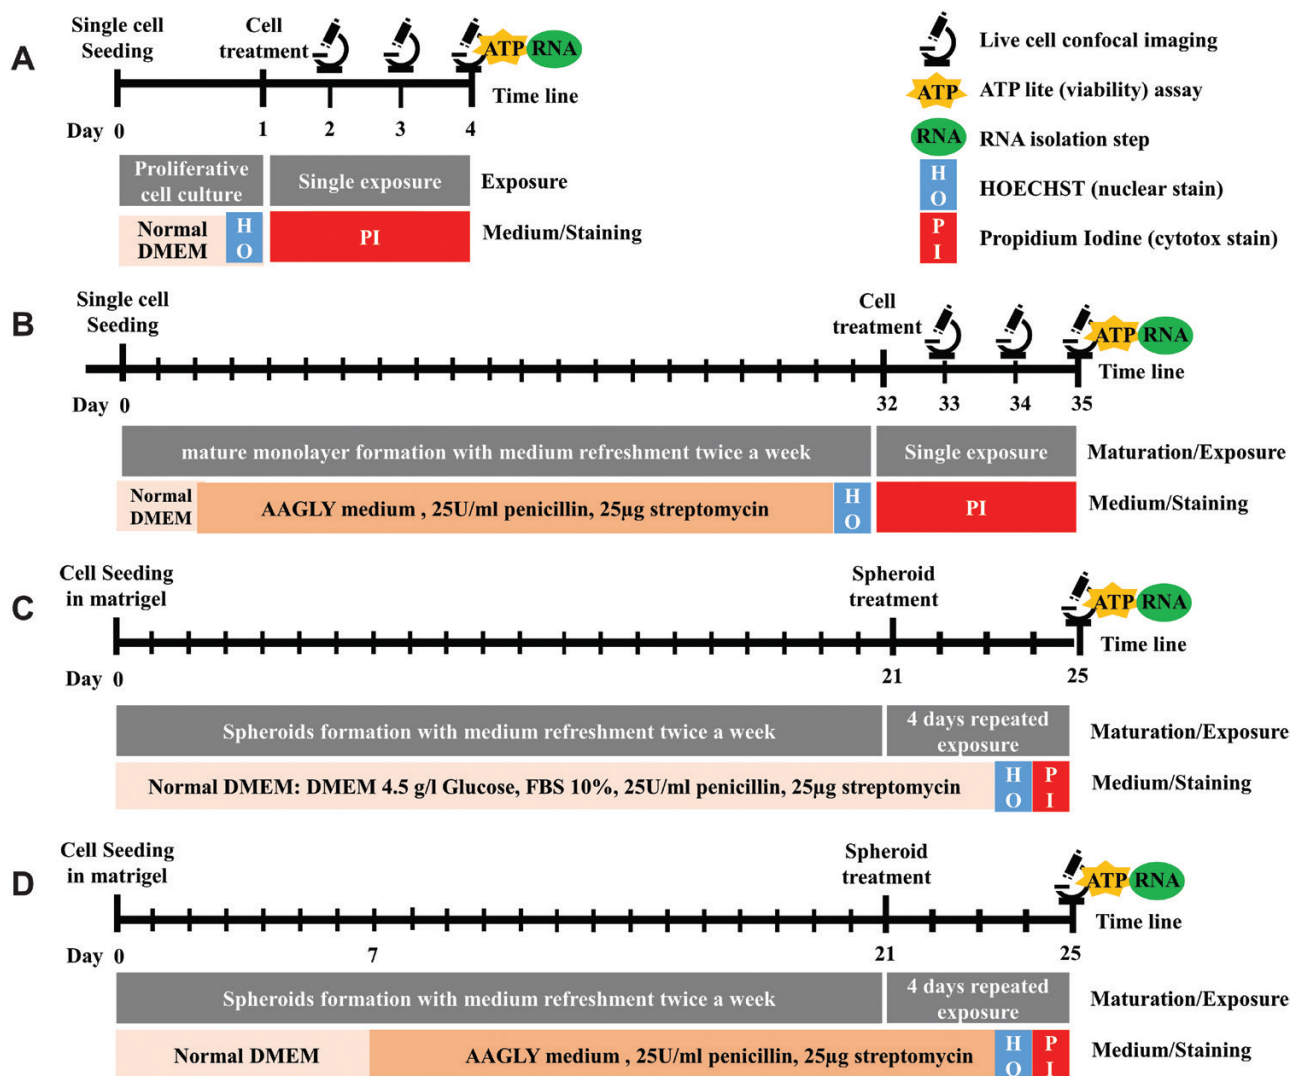 A
Single cell
Seeding
Cell
treatment
ATP
RNA
Time line
Day 0 1 2 3 4
Proliferative
cell culture
Single exposure
Exposure
Normal
DMEM
H
O
PI
Medium/Staining
Live cell confocal imaging
ATP
ATP lite (viability) assay
RNA
RNA isolation step
H
O
HOECHST (nuclear stain)
P
I
Propidium Iodine (cytotox stain)
B
Single cell
Seeding
Cell
treatment
ATP
RNA
Time line
Day 0 32 33 34 35
mature monolayer formation with medium refreshment twice a week
Single exposure
Maturation/Exposure
Normal
DMEM
AAGLY medium , 25U/ml penicillin, 25µg streptomycin
H
O
PI
Medium/Staining
C
Cell Seeding
in matrigel
Spheroid
treatment
ATP
RNA
Time line
Day 0 21 25
Spheroids formation with medium refreshment twice a week
4 days repeated
exposure
Maturation/Exposure
Normal DMEM: DMEM 4.5 g/l Glucose, FBS 10%, 25U/ml penicillin, 25µg streptomycin
H
O
P
I
Medium/Staining
D
Cell Seeding
in matrigel
Spheroid
treatment
ATP
RNA
Time line
Day 0 7 21 25
Spheroids formation with medium refreshment twice a week
4 days repeated
exposure
Maturation/Exposure
Normal DMEM
AAGLY medium , 25U/ml penicillin, 25µg streptomycin
H
O
P
I
Medium/Staining